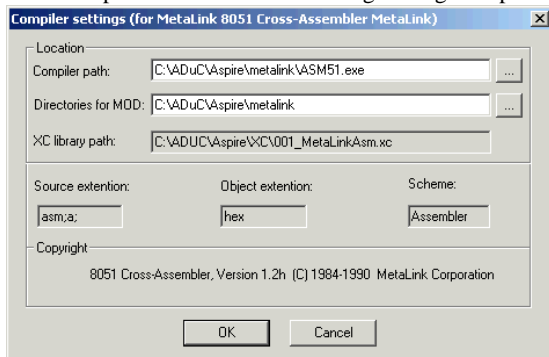 Compiler settings (for MetaLink 8051 Cross-Assembler MetaLink)
Location
Compiler path: C:\ADuC\Aspire\metalink\ASM51.exe ...
Directories for MOD: C:\ADuC\Aspire\metalink ...
XC library path: C:\ADUC\Aspire\XC\001_MetaLinkAsm.xc
Source extention: Object extention: Scheme:
asm;a; hex Assembler
Copyright
8051 Cross-Assembler, Version 1.2h (C) 1984-1990 MetaLink Corporation
OK Cancel